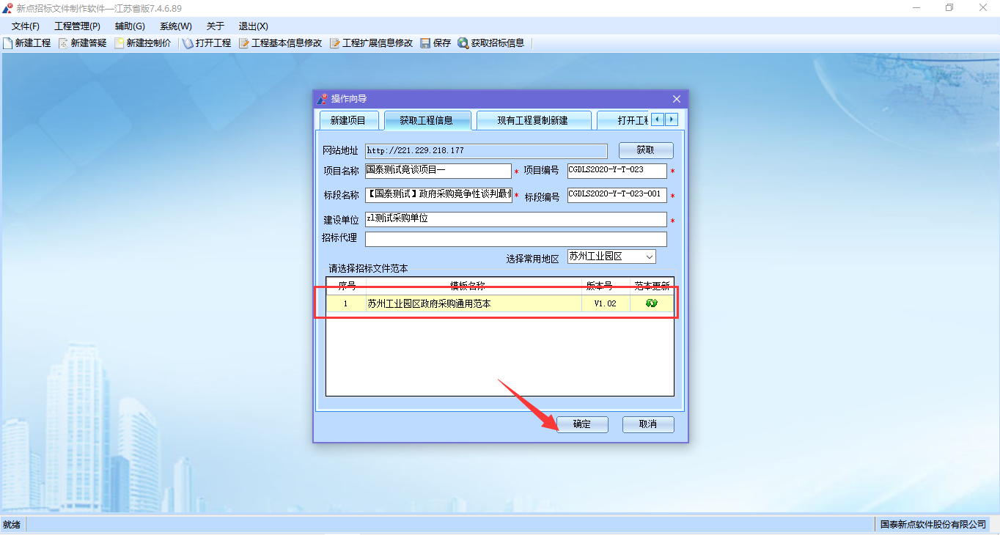 新点招标文件制作软件—江苏省版7.4.6.89
文件(F) 工程管理(P) 辅助(G) 系统(W) 关于 退出(X)
新建工程 新建答疑 新建控制价 打开工程 工程基本信息修改 工程扩展信息修改 保存 获取招标信息
操作向导
新建项目 获取工程信息 现有工程复制新建 打开工程
网站地址 http://221.229.218.177 获取
项目名称 国泰测试竞谈项目一 * 项目编号 CGDLS2020-Y-T-023 *
标段名称 【国泰测试】政府采购竞争性谈判最 * 标段编号 CGDLS2020-Y-T-023-001 *
建设单位 zl测试采购单位 *
招标代理
选择常用地区 苏州工业园区
请选择招标文件范本
序号 模板名称 版本号 范本更新
1 苏州工业园区政府采购通用范本 V1.02
确定 取消
就绪 国泰新点软件股份有限公司